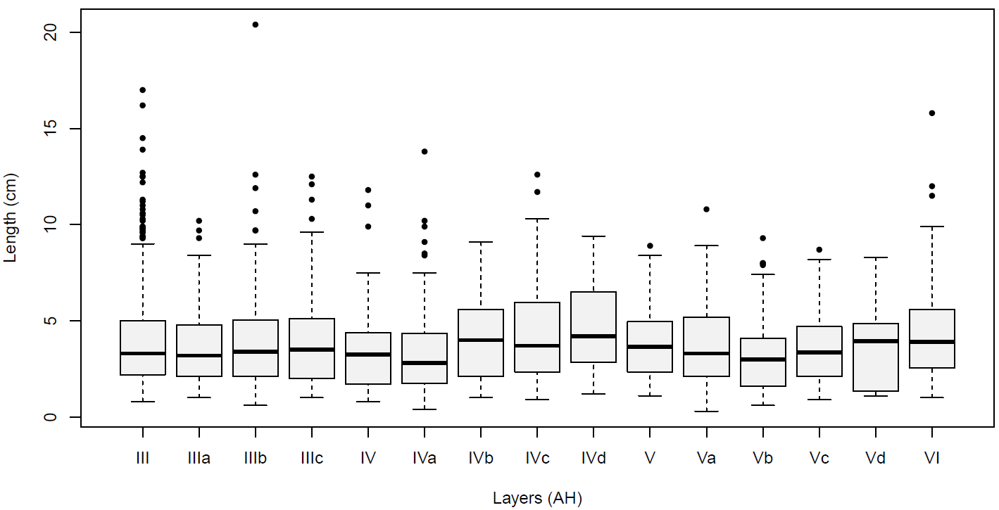 Length (cm)
20
15
10
5
0
III IIIa IIIb IIIc IV IVa IVb IVc IVd V Va Vb Vc Vd VI
Layers (AH)